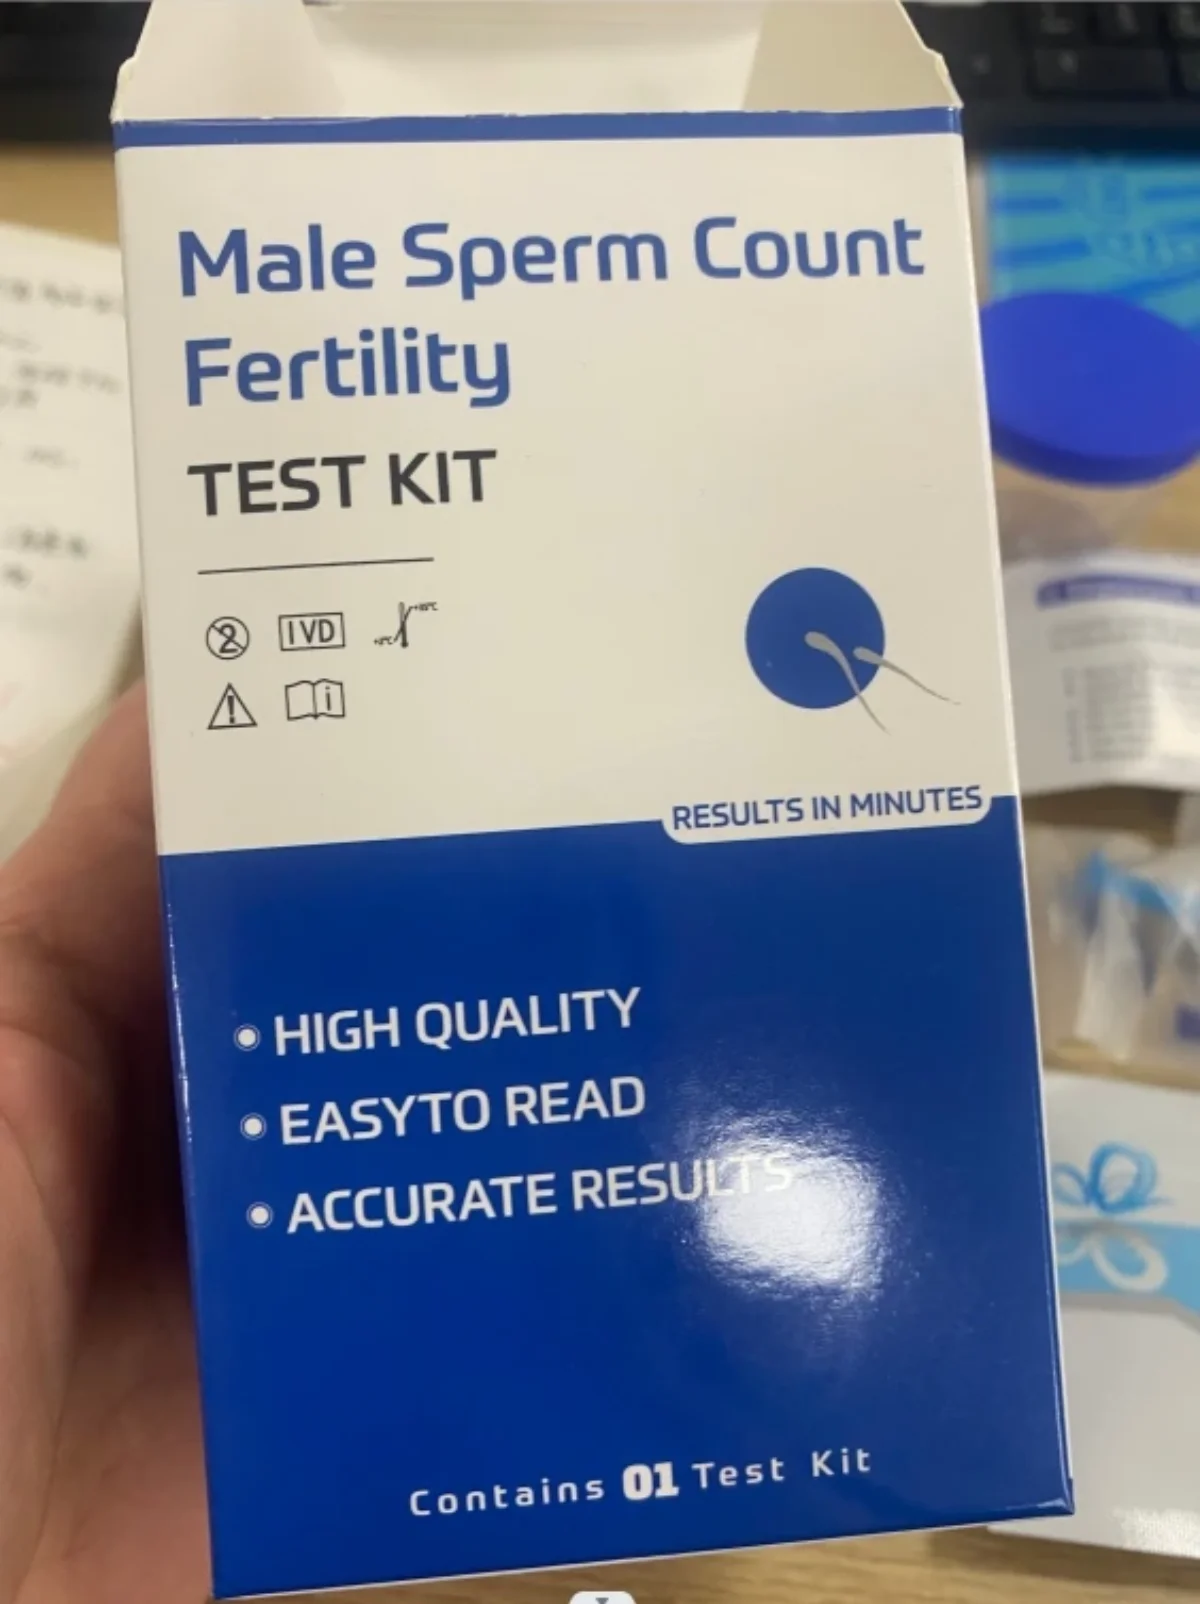 Male Sperm Count
Fertility
TEST KIT
2
IVD
i
RESULTS IN MINUTES
HIGH QUALITY
EASYTO READ
ACCURATE RESULTS
Contains 01 Test Kit